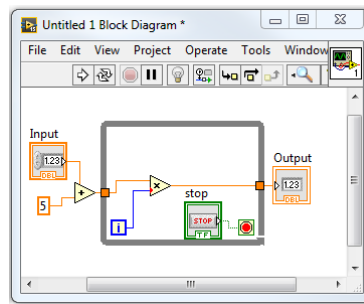 Untitled 1 Block Diagram *
File Edit View Project Operate Tools Window
1
Input
1.23
DBL
5
+
×
i
stop
STOP
TF
Output
1.23
DBL